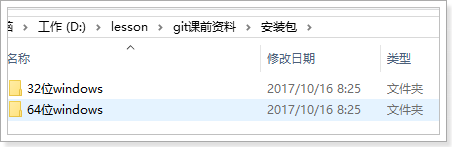 脑 › 工作 (D:) › lesson › git课前资料 › 安装包 ›
名称 修改日期 类型
32位windows 2017/10/16 8:25 文件夹
64位windows 2017/10/16 8:25 文件夹